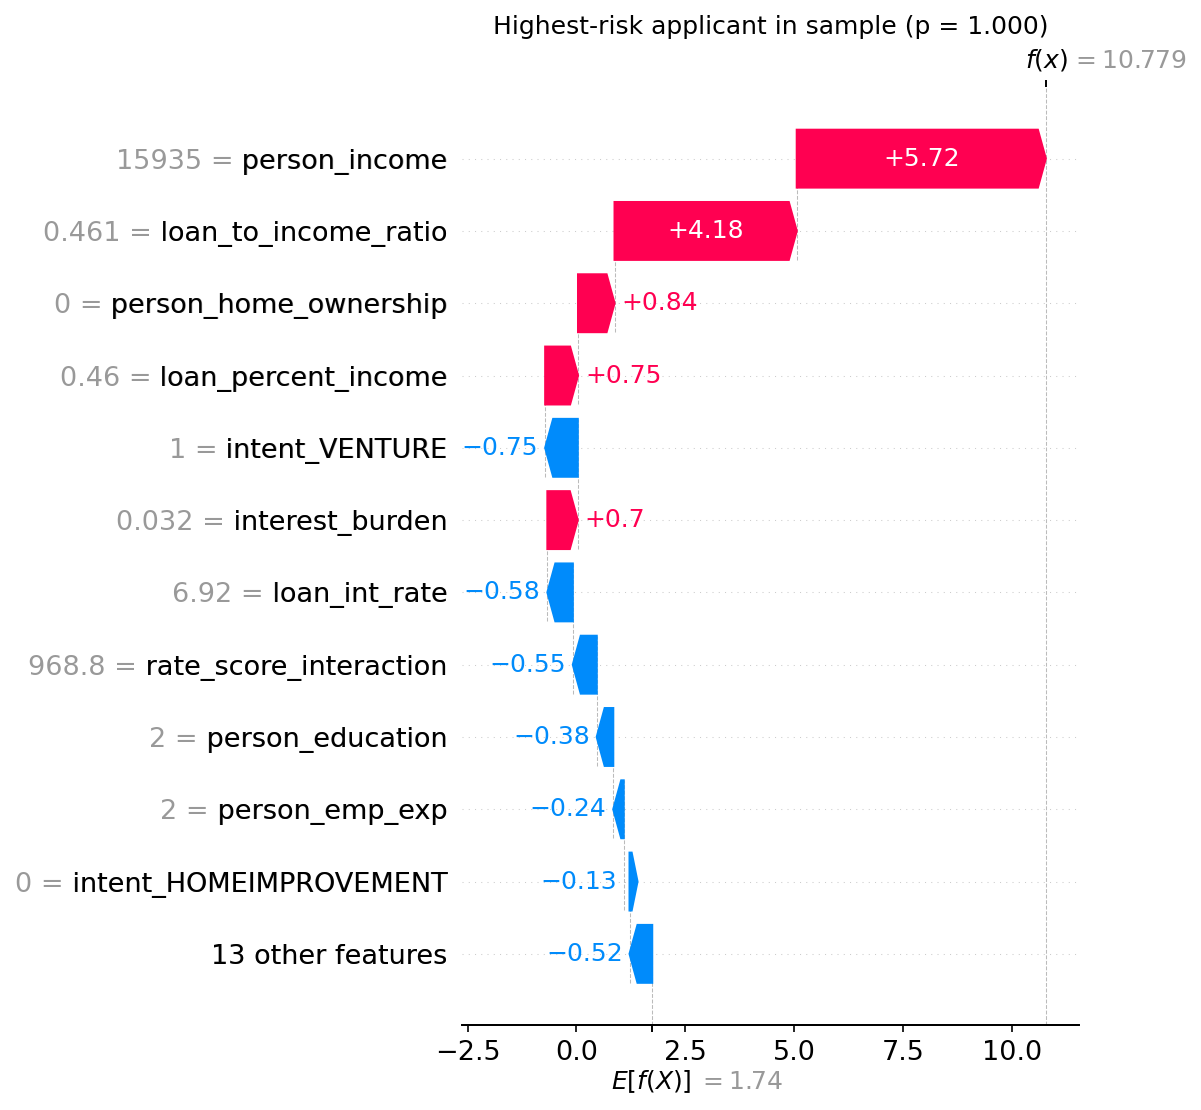 Highest-risk applicant in sample (p = 1.000)
f(x) = 10.779
15935 = person_income +5.72
0.461 = loan_to_income_ratio +4.18
0 = person_home_ownership +0.84
0.46 = loan_percent_income +0.75
1 = intent_VENTURE −0.75
0.032 = interest_burden +0.7
6.92 = loan_int_rate −0.58
968.8 = rate_score_interaction −0.55
2 = person_education −0.38
2 = person_emp_exp −0.24
0 = intent_HOMEIMPROVEMENT −0.13
13 other features −0.52
−2.5 0.0 2.5 5.0 7.5 10.0
E[f(X)] = 1.74